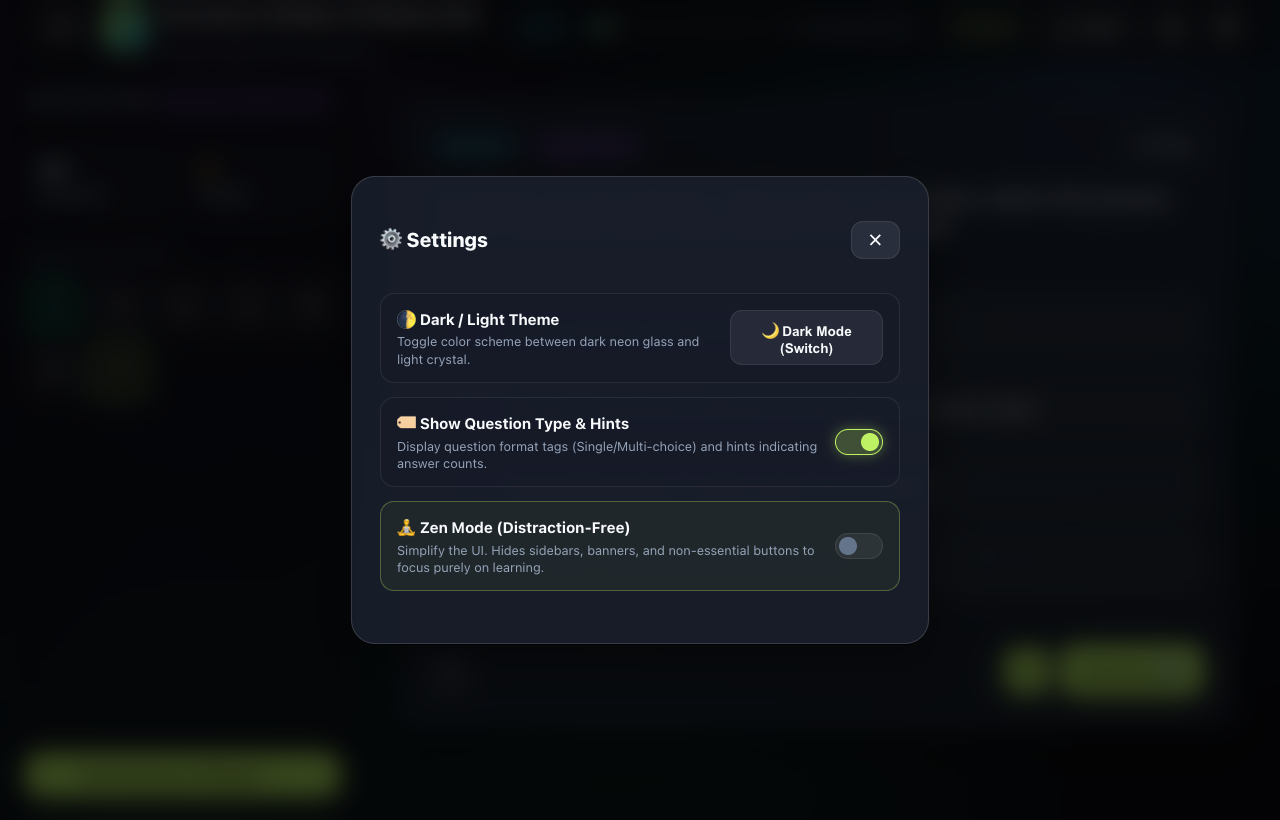 ⚙️ Settings
✕
🌓 Dark / Light Theme
Toggle color scheme between dark neon glass and
light crystal.
🌙 Dark Mode
(Switch)
🏷️ Show Question Type & Hints
Display question format tags (Single/Multi-choice) and hints indicating
answer counts.
🧘 Zen Mode (Distraction-Free)
Simplify the UI. Hides sidebars, banners, and non-essential buttons to
focus purely on learning.